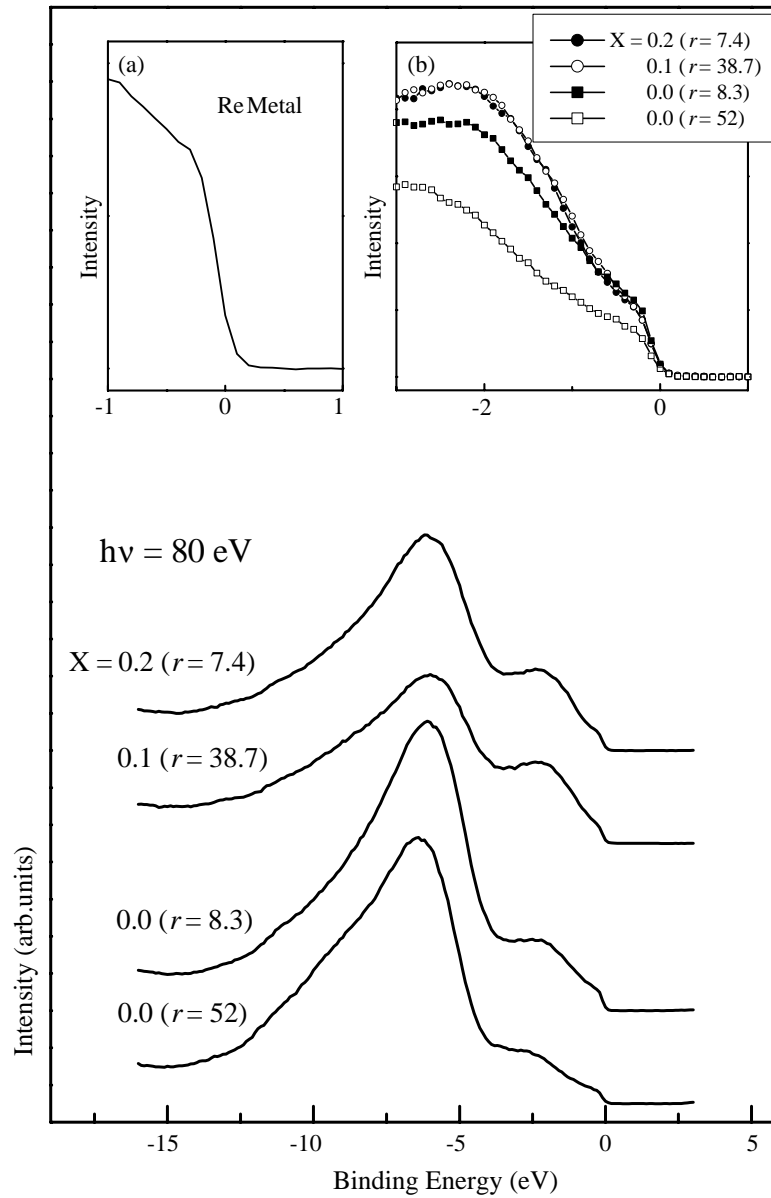 (a)
Re Metal
Intensity
-1
0
1
(b)
X = 0.2 ( r = 7.4)
0.1 ( r = 38.7)
0.0 ( r = 8.3)
0.0 ( r = 52)
Intensity
-2
0
hν = 80 eV
X = 0.2 ( r = 7.4)
0.1 ( r = 38.7)
0.0 ( r = 8.3)
0.0 ( r = 52)
Intensity (arb.units)
-15
-10
-5
0
5
Binding Energy (eV)